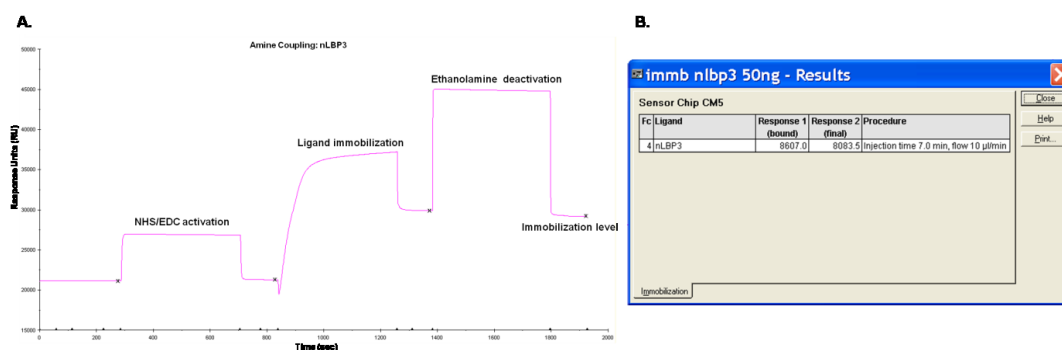 A.
Amine Coupling: nLBP3
50000
45000
40000
35000
30000
25000
20000
15000
Response Units (RU)
NHS/EDC activation
Ligand immobilization
Ethanolamine deactivation
Immobilization level
0
200
400
600
800
1000
1200
1400
1600
1800
2000
Time (sec)
B.
immb nlbp3 50ng - Results
Sensor Chip CM5
Fc Ligand Response 1 (bound) Response 2 (final) Procedure
4 nLBP3 8607.0 8083.5 Injection time 7.0 min, flow 10 µl/min
Immobilization
Close
Help
Print...